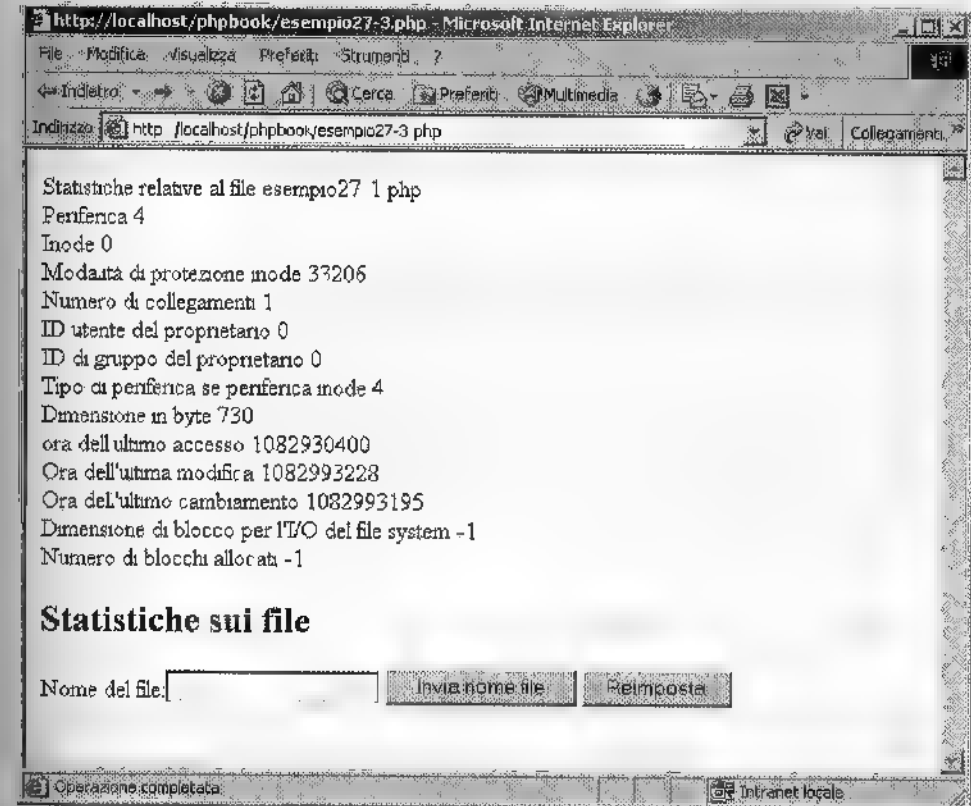 http://localhost/phpbook/esempio27-3.php - Microsoft Internet Explorer
File Modifica Visualizza Preferiti Strumenti ?
Indietro Cerca Preferiti Multimedia
Indirizzo http /localhost/phpbook/esempio27-3 php Vai Collegamenti »
Statistiche relative al file esempio27 1 php
Periferica 4
Inode 0
Modalità di protezione inode 33206
Numero di collegamenti 1
ID utente del proprietario 0
ID di gruppo del proprietario 0
Tipo di periferica se periferica inode 4
Dimensione in byte 730
ora dell ultimo accesso 1082930400
Ora dell'ultima modifica 1082993228
Ora dell'ultimo cambiamento 1082993195
Dimensione di blocco per l'I/O del file system -1
Numero di blocchi allocati -1
Statistiche sui file
Nome del file: Invia nome file Reimposta
Operazione completata Intranet locale